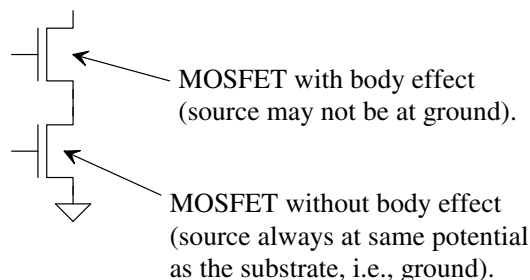 MOSFET with body effect
(source may not be at ground).
MOSFET without body effect
(source always at same potential
as the substrate, i.e., ground).